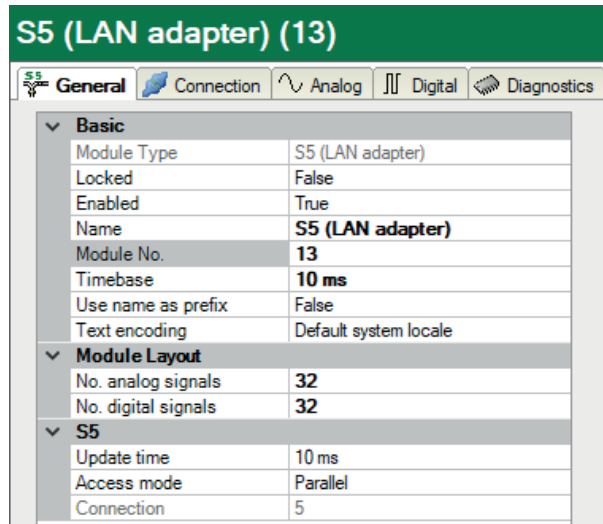 S5 (LAN adapter) (13)
S5 General Connection Analog Digital Diagnostics
Basic
Module Type S5 (LAN adapter)
Locked False
Enabled True
Name S5 (LAN adapter)
Module No. 13
Timebase 10 ms
Use name as prefix False
Text encoding Default system locale
Module Layout
No. analog signals 32
No. digital signals 32
S5
Update time 10 ms
Access mode Parallel
Connection 5